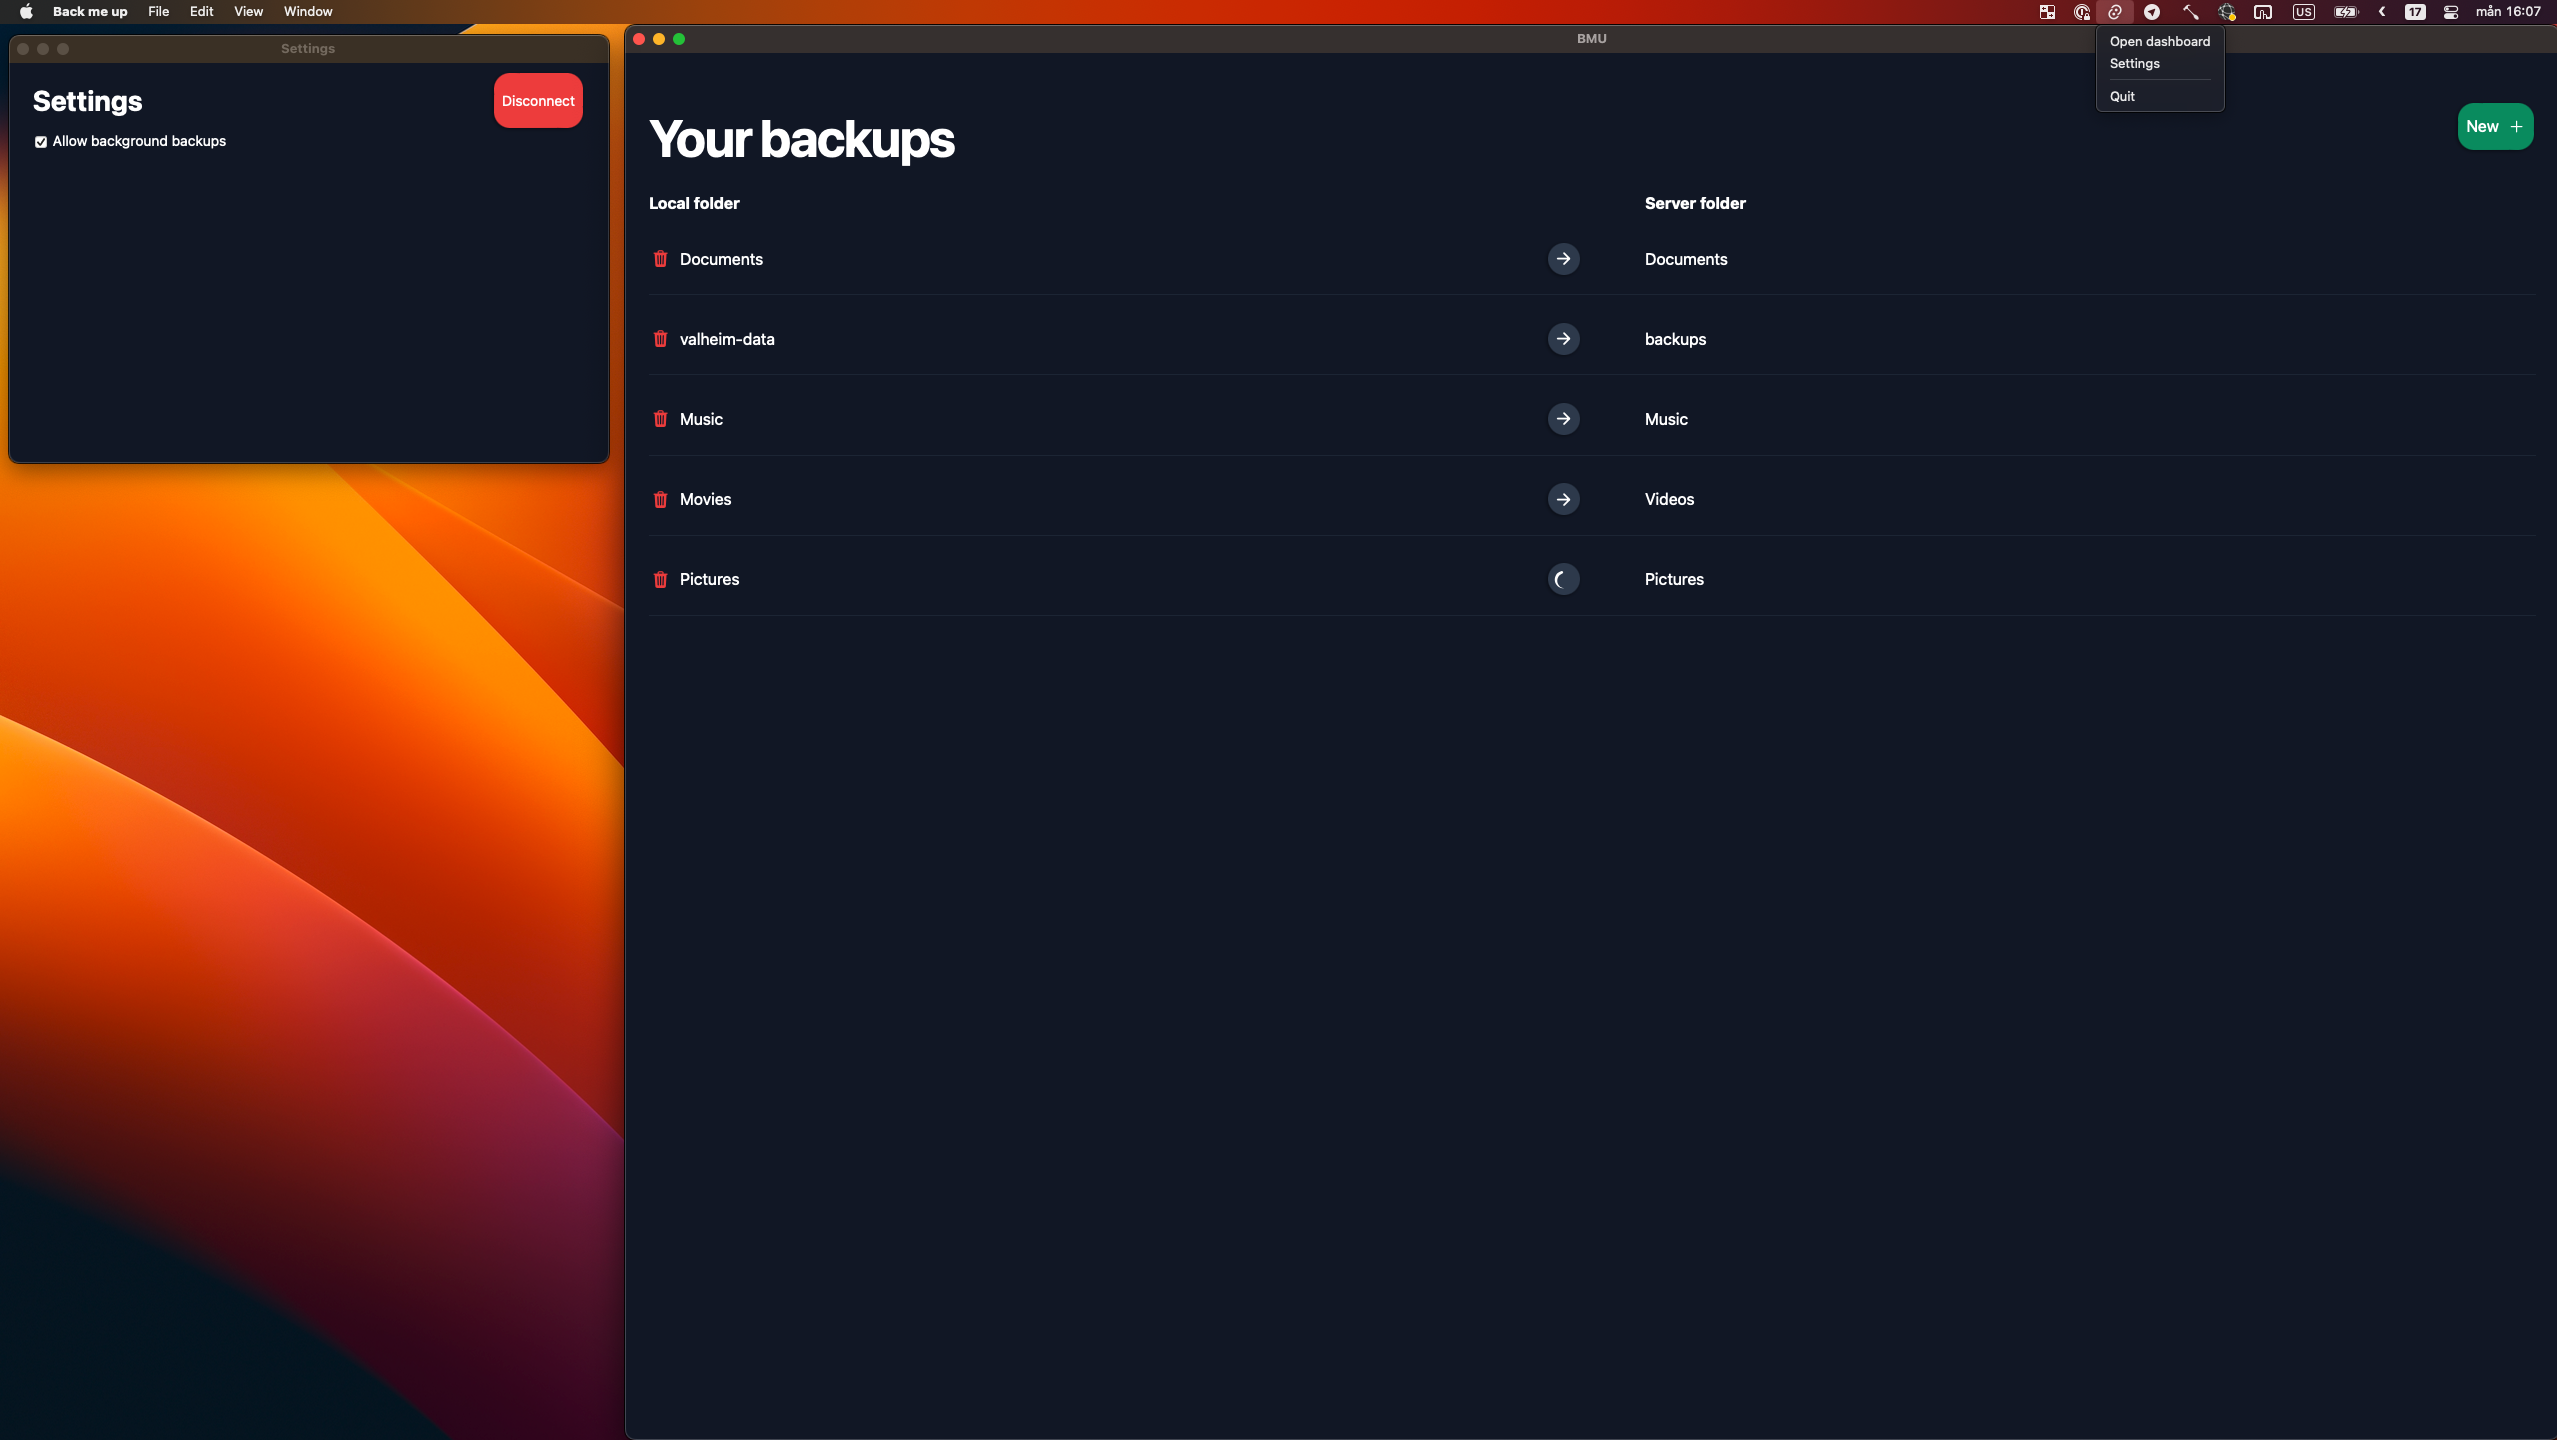 Back me up File Edit View Window
US 17 mån 16:07
Settings
Settings
Disconnect
Allow background backups
BMU
Open dashboard
Settings
Quit
Your backups
New +
Local folder Server folder
Documents Documents
valheim-data backups
Music Music
Movies Videos
Pictures Pictures